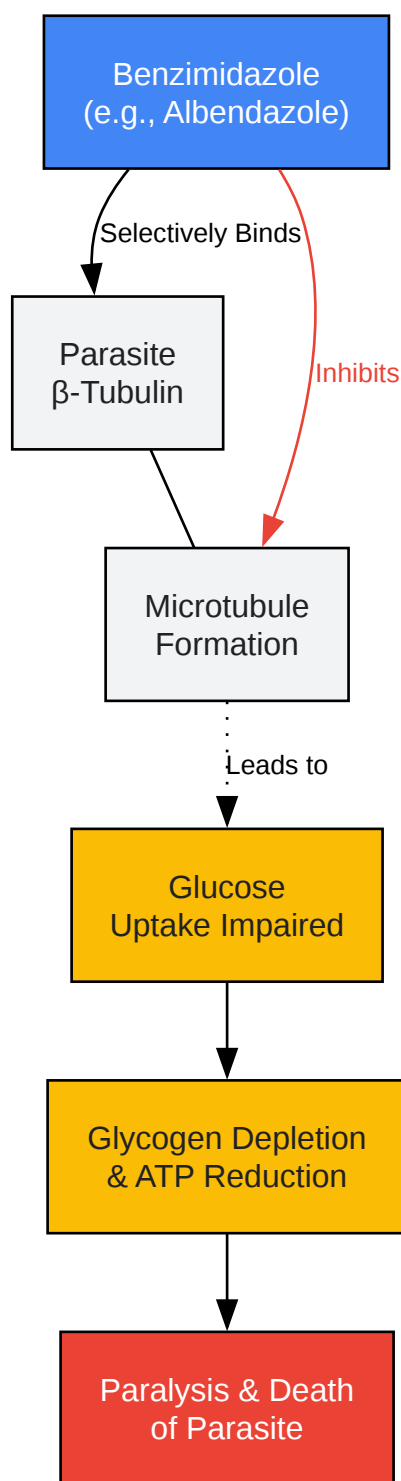 Benzimidazole
(e.g., Albendazole)
Selectively Binds
Parasite
β-Tubulin
Inhibits
Microtubule
Formation
Leads to
Glucose
Uptake Impaired
Glycogen Depletion
& ATP Reduction
Paralysis & Death
of Parasite